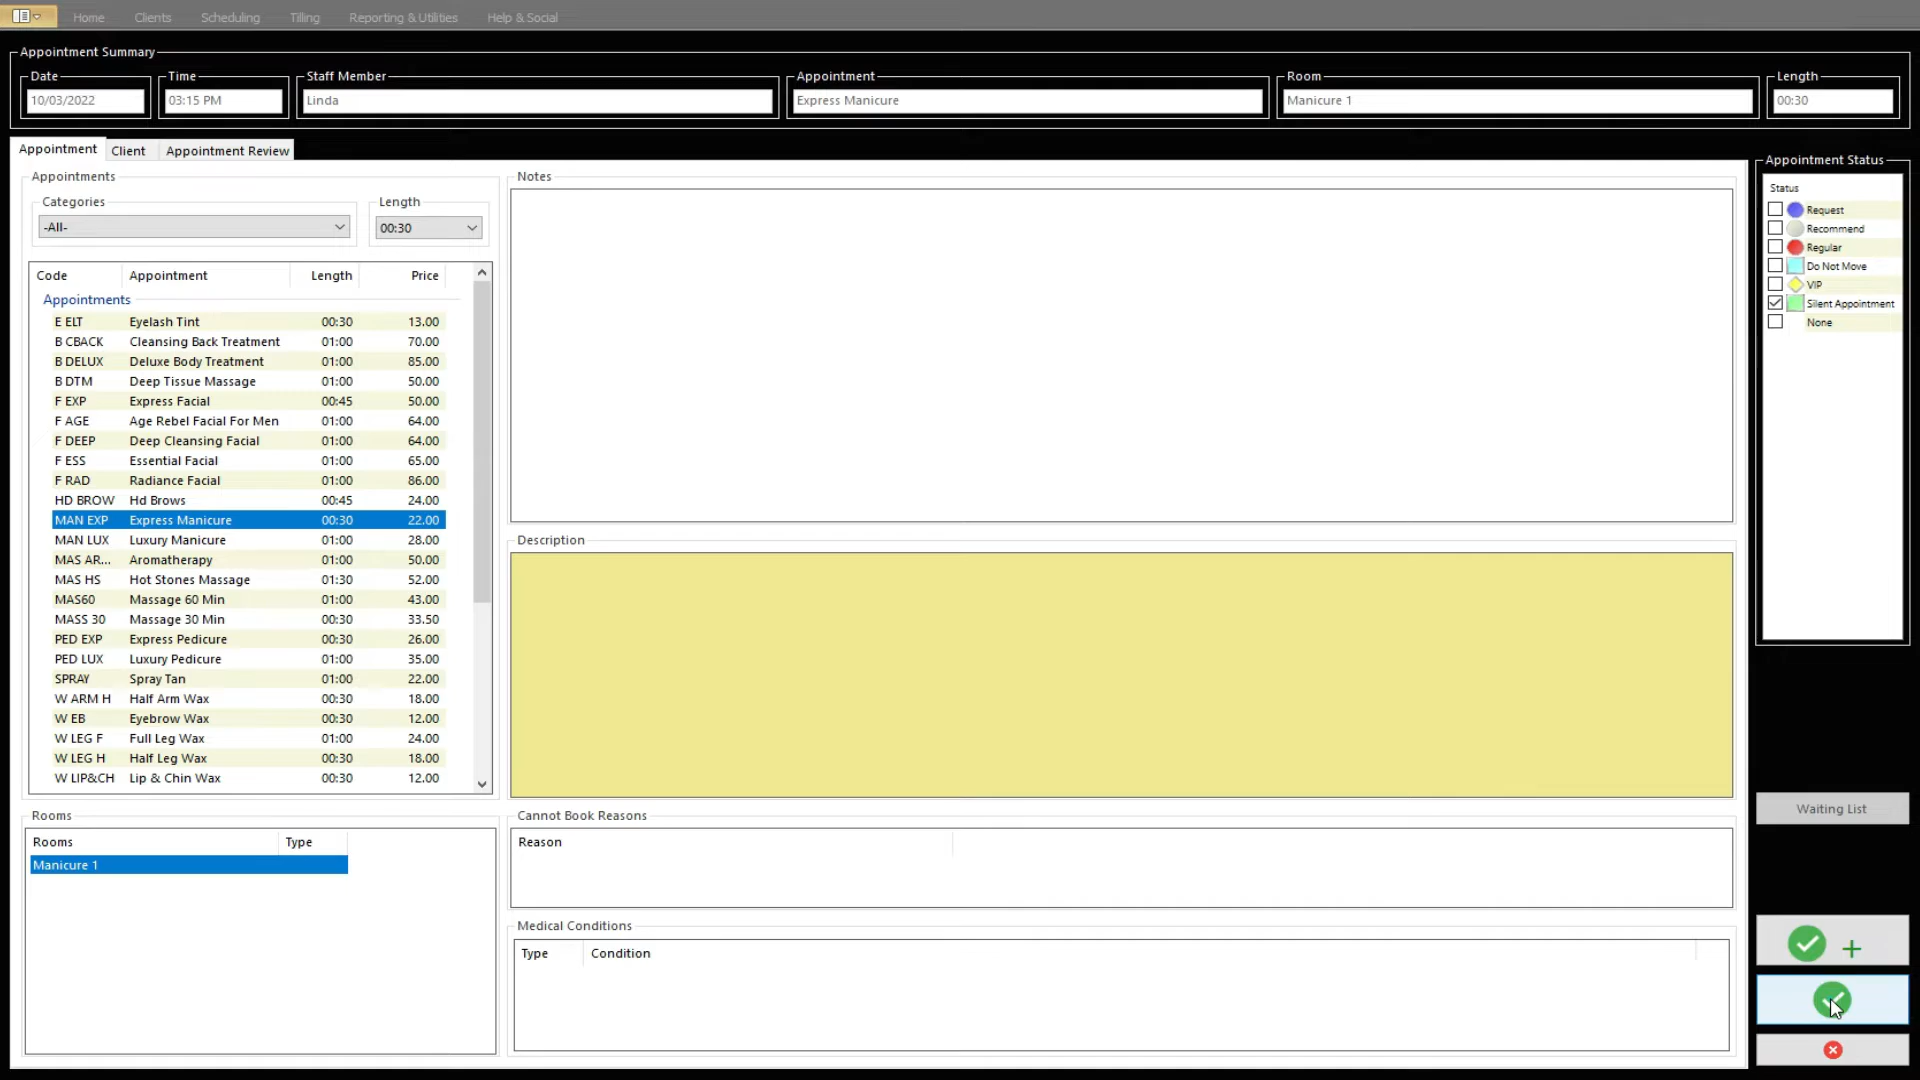 Home Clients Scheduling Tilling Reporting & Utilities Help & Social
Appointment Summary
Date Time Staff Member Appointment Room Length
10/03/2022 03:15 PM Linda Express Manicure Manicure 1 00:30
Appointment Client Appointment Review
Appointments
Categories Length
-All- 00:30
Code Appointment Length Price
Appointments
E ELT Eyelash Tint 00:30 13.00
B CBACK Cleansing Back Treatment 01:00 70.00
B DELUX Deluxe Body Treatment 01:00 85.00
B DTM Deep Tissue Massage 01:00 50.00
F EXP Express Facial 00:45 50.00
F AGE Age Rebel Facial For Men 01:00 64.00
F DEEP Deep Cleansing Facial 01:00 64.00
F ESS Essential Facial 01:00 65.00
F RAD Radiance Facial 01:00 86.00
HD BROW Hd Brows 00:45 24.00
MAN EXP Express Manicure 00:30 22.00
MAN LUX Luxury Manicure 01:00 28.00
MAS AR... Aromatherapy 01:00 50.00
MAS HS Hot Stones Massage 01:30 52.00
MAS60 Massage 60 Min 01:00 43.00
MASS 30 Massage 30 Min 00:30 33.50
PED EXP Express Pedicure 00:30 26.00
PED LUX Luxury Pedicure 01:00 35.00
SPRAY Spray Tan 01:00 22.00
W ARM H Half Arm Wax 00:30 18.00
W EB Eyebrow Wax 00:30 12.00
W LEG F Full Leg Wax 01:00 24.00
W LEG H Half Leg Wax 00:30 18.00
W LIP&CH Lip & Chin Wax 00:30 12.00
Rooms
Rooms Type
Manicure 1
Notes
Description
Cannot Book Reasons
Reason
Medical Conditions
Type Condition
Appointment Status
Status
Request
Recommend
Regular
Do Not Move
VIP
Silent Appointment
None
Waiting List